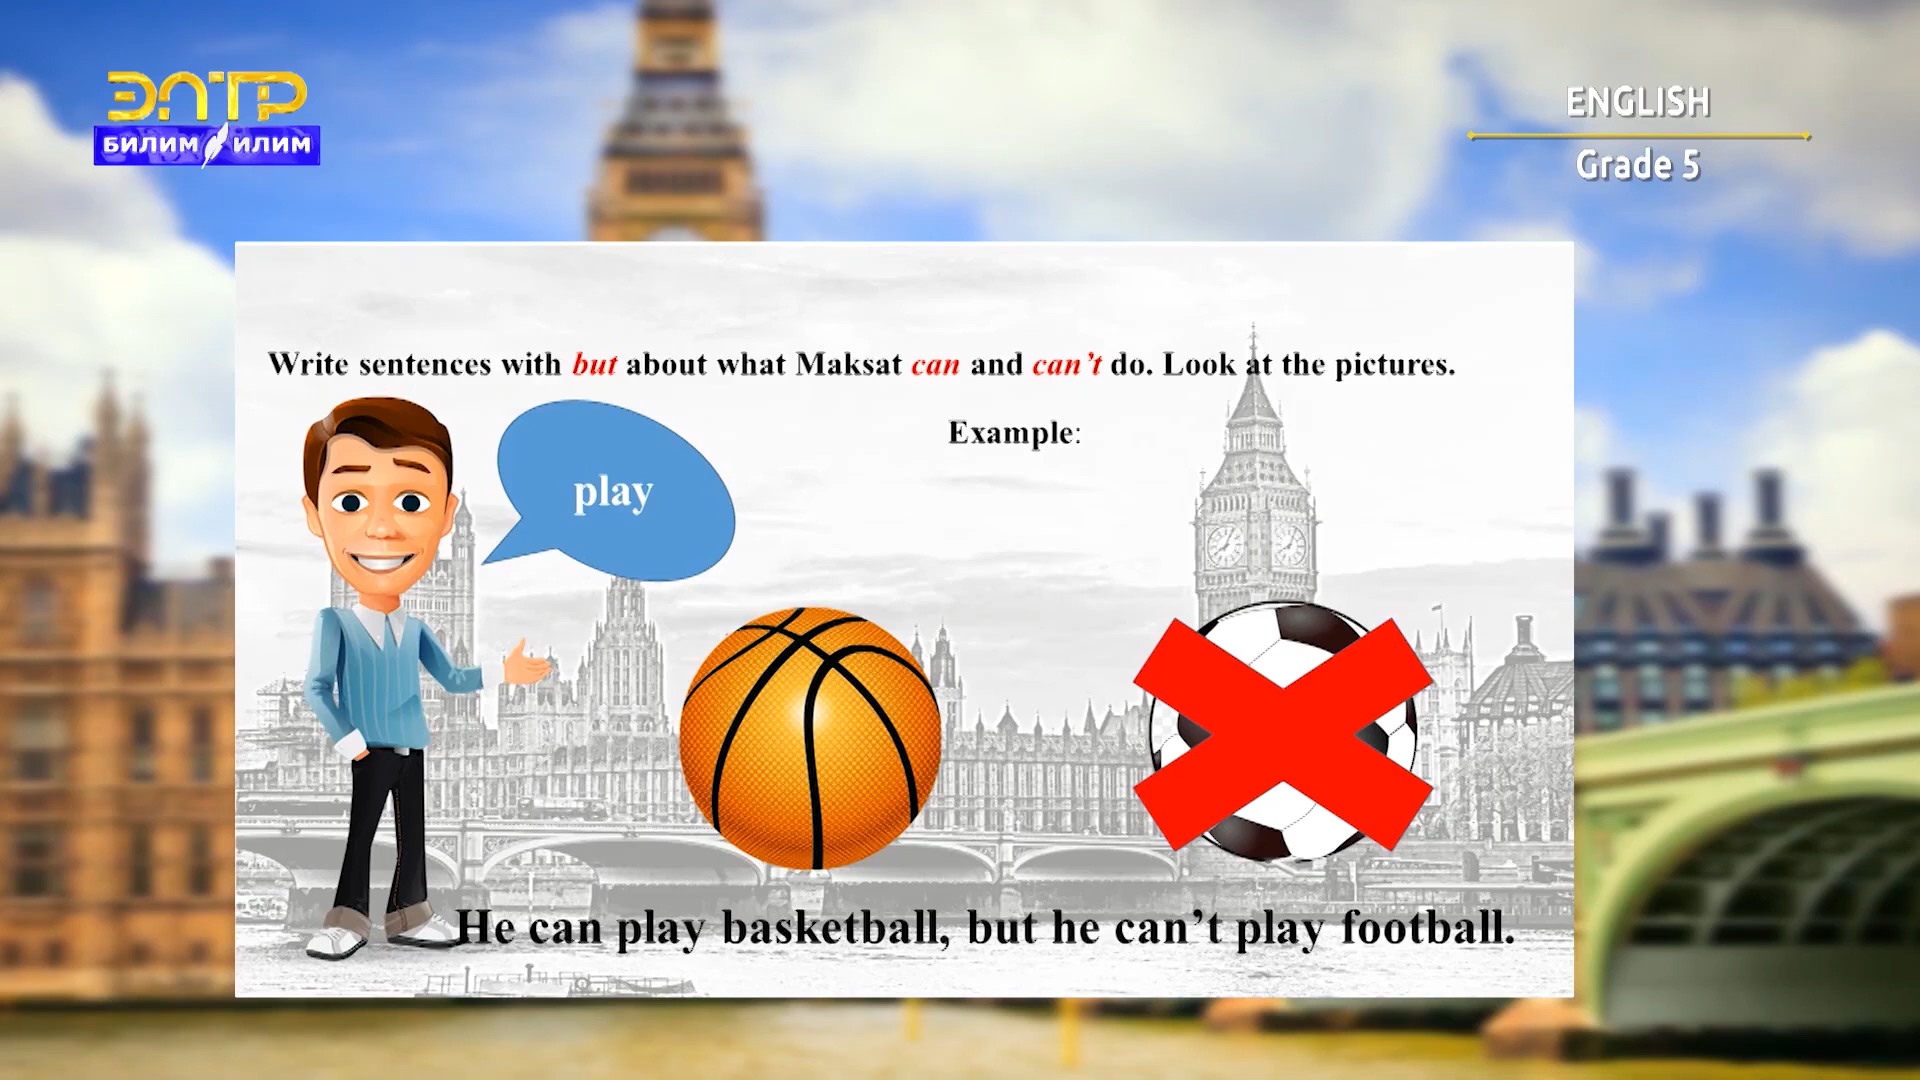 ЭЛТР
БИЛИМ ИЛИМ
ENGLISH
Grade 5
Write sentences with but about what Maksat can and can’t do. Look at the pictures.
Example:
play
He can play basketball, but he can’t play football.